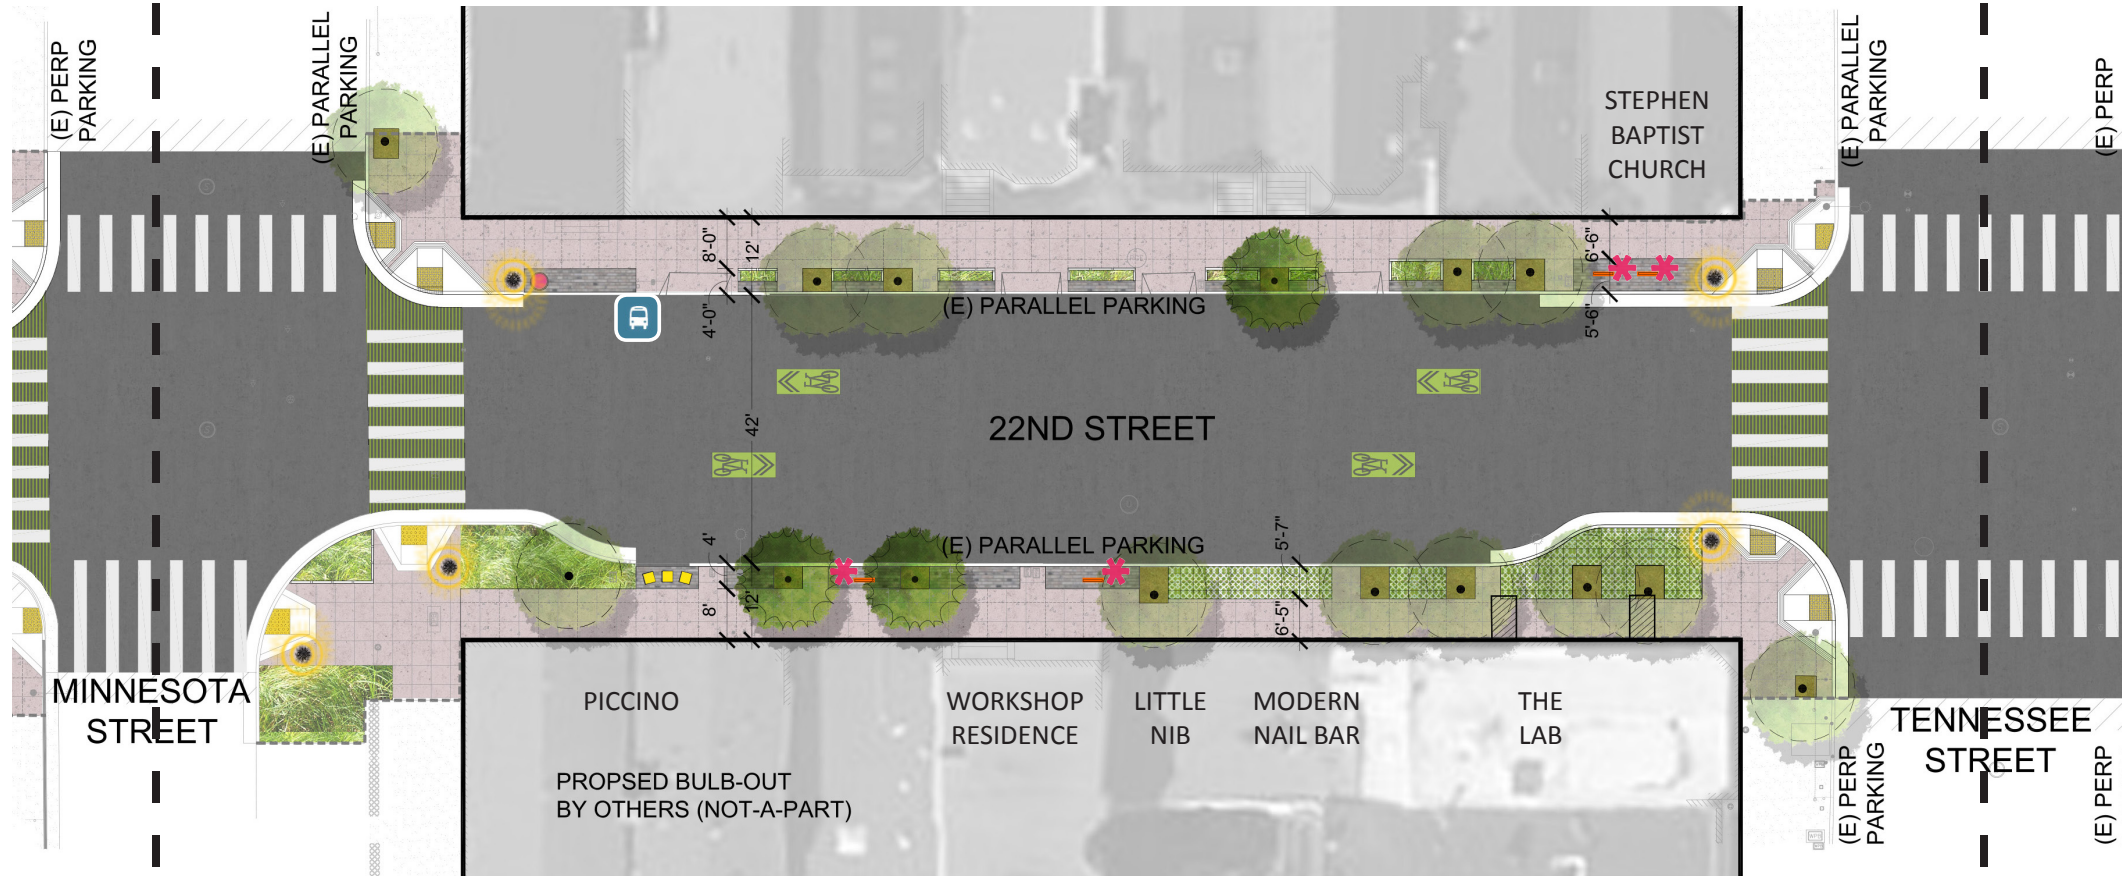 (E) PERP
PARKING
(E) PARALLEL
PARKING
STEPHEN
BAPTIST
CHURCH
(E) PARALLEL
PARKING
(E) PERP
8'-0"
12'
6'-6"
4'-0"
(E) PARALLEL PARKING
5'-6"
42'
22ND STREET
4'
(E) PARALLEL PARKING
5'-7"
8'
12'
6'-5"
MINNESOTA
STREET
PICCINO
WORKSHOP
RESIDENCE
LITTLE
NIB
MODERN
NAIL BAR
THE
LAB
TENNESSEE
STREET
PROPSED BULB-OUT
BY OTHERS (NOT-A-PART)
(E) PERP
PARKING
(E) PERP